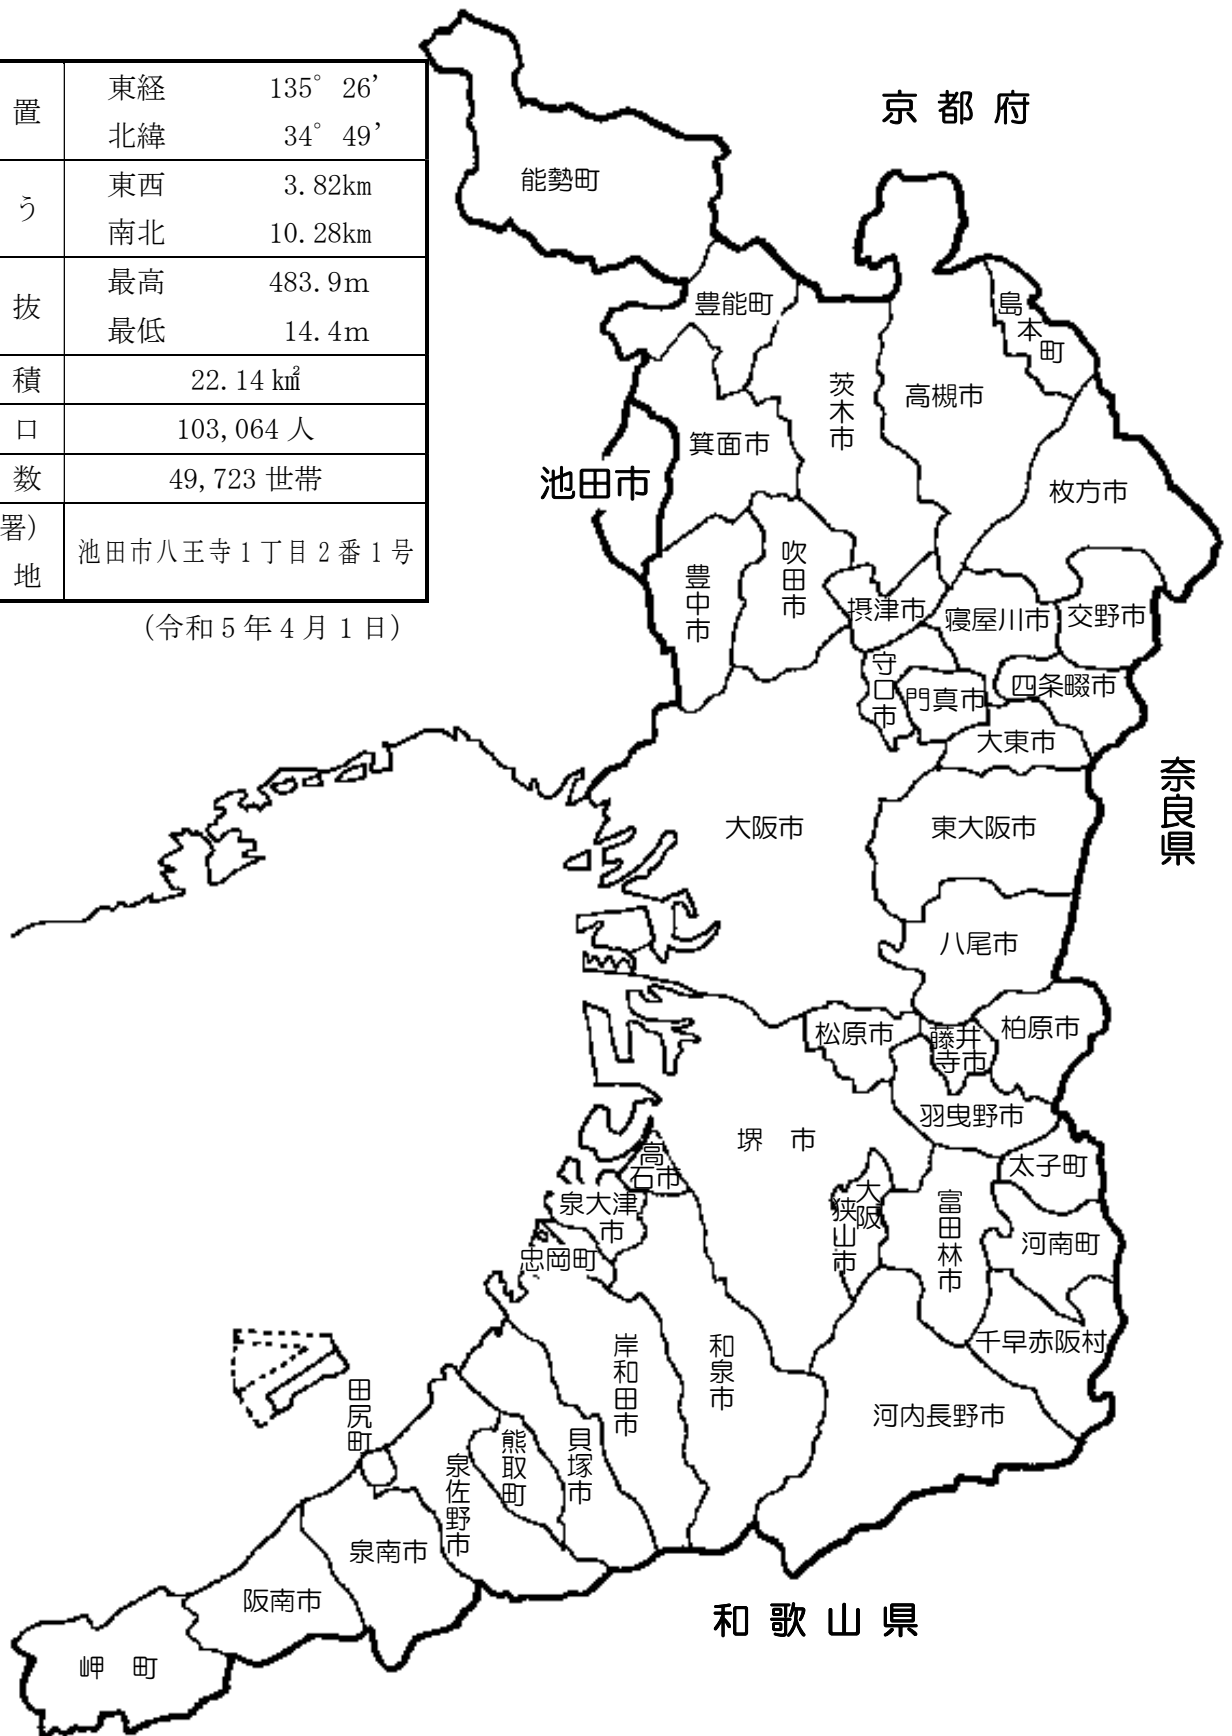 置 東経 135° 26’
北緯 34° 49’
う 東西 3.82km
南北 10.28km
抜 最高 483.9m
最低 14.4m
積 22.14㎢
口 103,064人
数 49,723世帯
署)
地 池田市八王寺1丁目2番1号
(令和5年4月1日)
京都府
能勢町
豊能町
島本町
茨木市
高槻市
箕面市
池田市
枚方市
吹田市
豊中市
摂津市
寝屋川市
交野市
守口市
門真市
四条畷市
大東市
奈良県
大阪市
東大阪市
八尾市
松原市
藤井
寺市
柏原市
羽曳野市
堺 市
高
石市
太子町
大阪
狭山市
富田林市
泉大津
市
河南町
忠岡町
千早赤阪村
岸和田市
和泉市
田尻町
河内長野市
熊取町
貝塚市
泉佐野市
泉南市
阪南市
和歌山県
岬 町